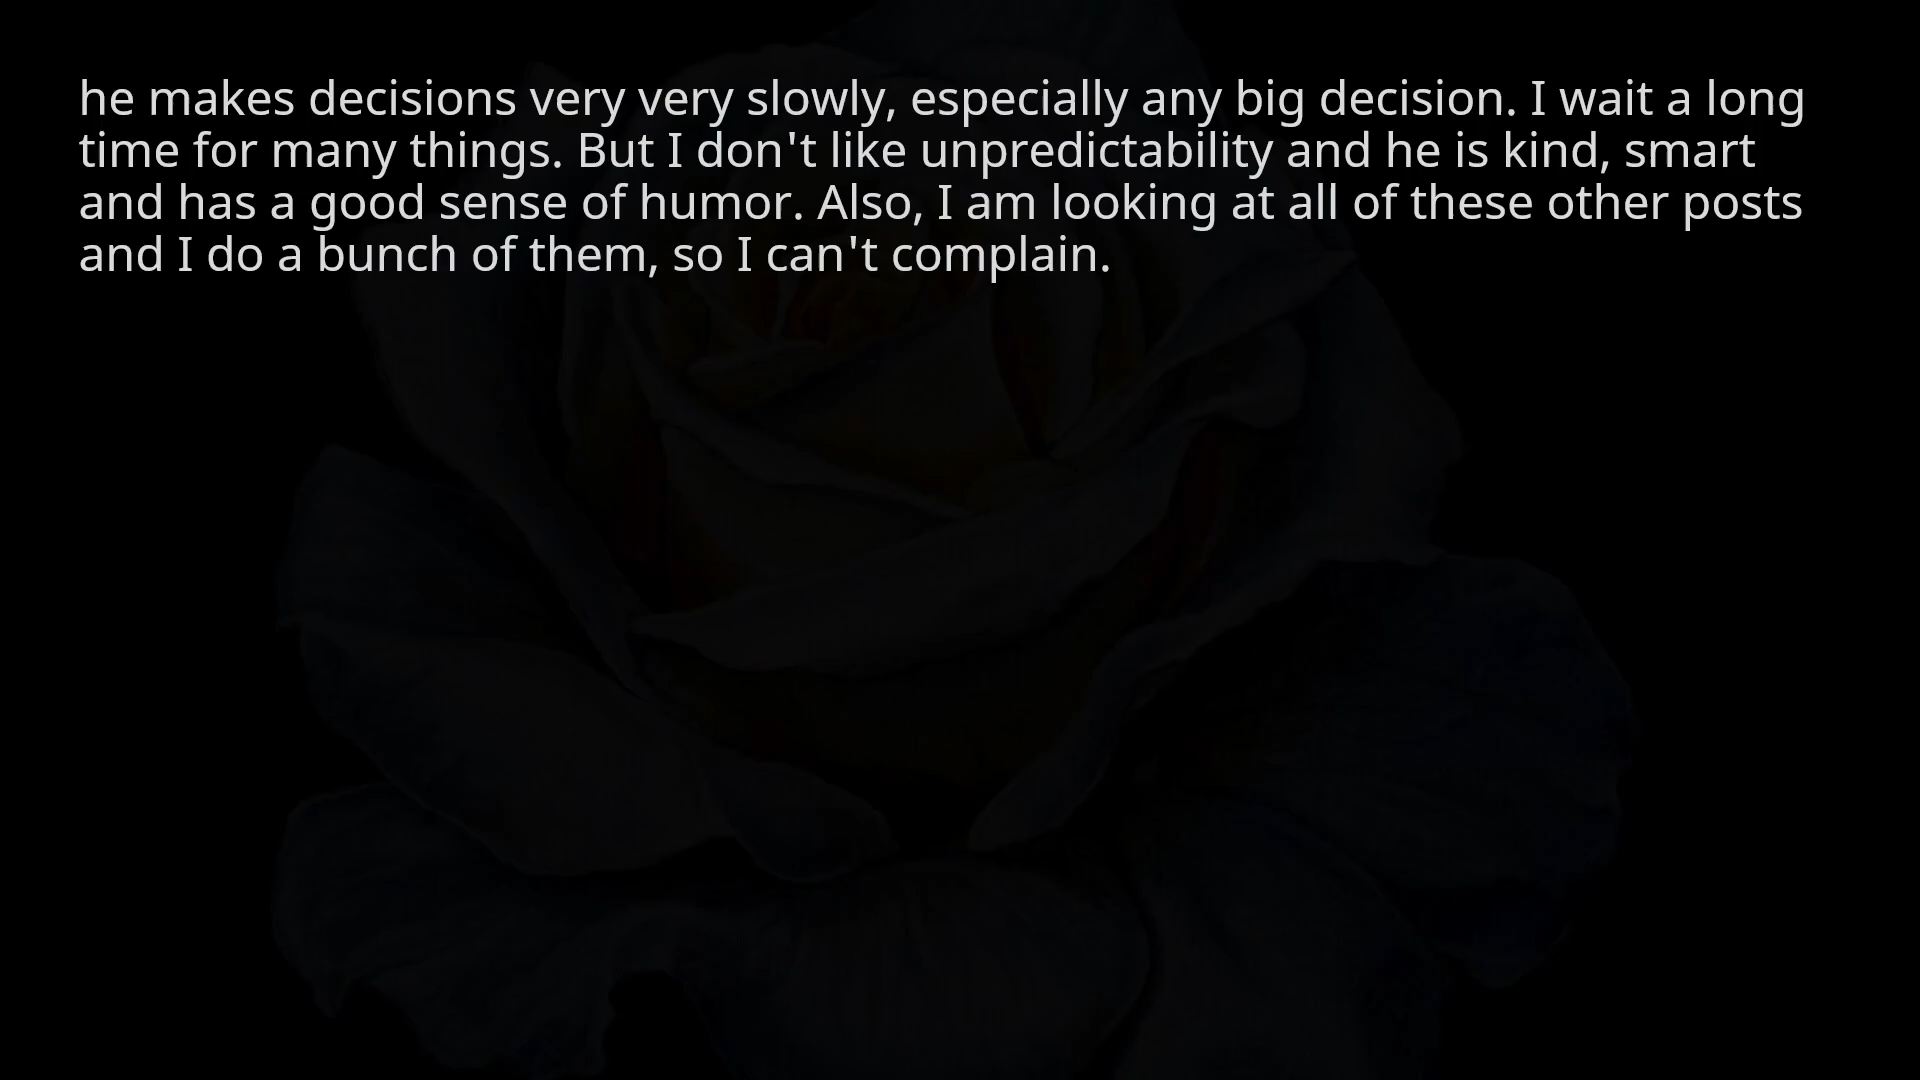 he makes decisions very very slowly, especially any big decision. I wait a long
time for many things. But I don't like unpredictability and he is kind, smart
and has a good sense of humor. Also, I am looking at all of these other posts
and I do a bunch of them, so I can't complain.